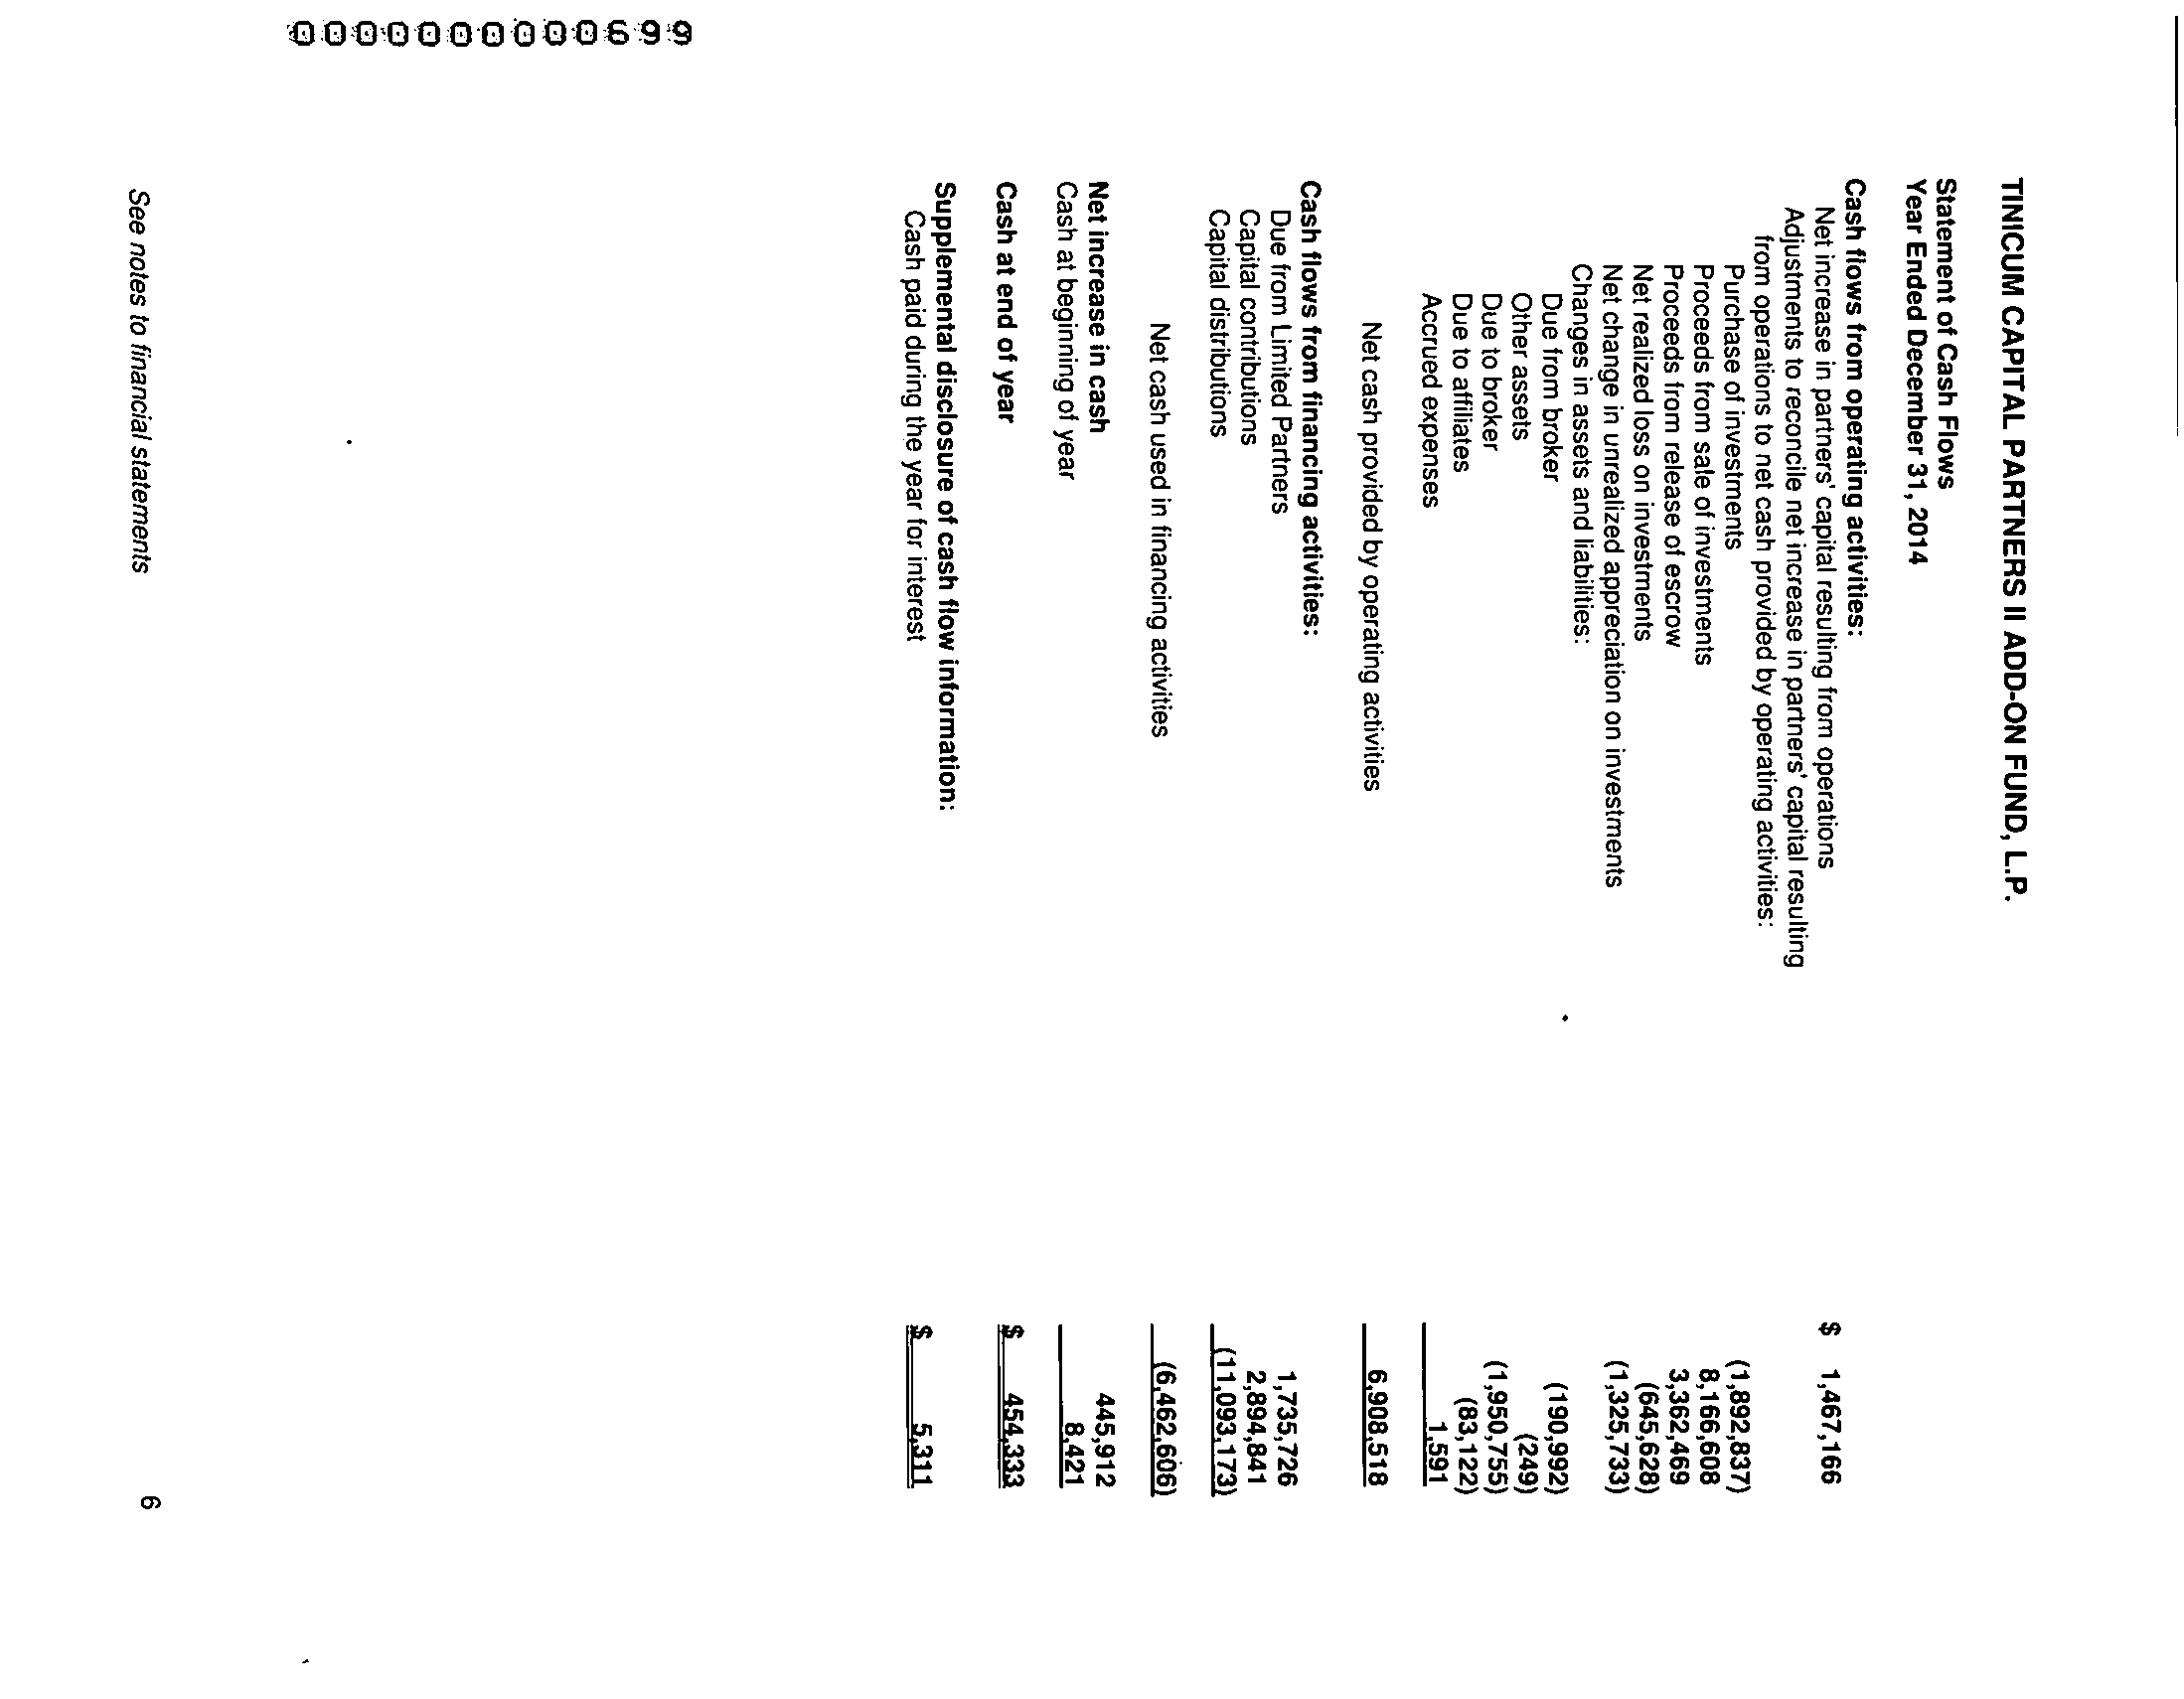 TINICUM CAPITAL PARTNERS II ADD-ON FUND, L.P.
Statement of Cash Flows
Year Ended December 31, 2014
Cash flows from operating activities:
Net increase in partners' capital resulting from operations $ 1,467,166
Adjustments to reconcile net increase in partners' capital resulting
from operations to net cash provided by operating activities:
Purchase of investments (1,892,837)
Proceeds from sale of investments 8,166,608
Proceeds from release of escrow 3,362,469
Net realized loss on investments (645,628)
Net change in unrealized appreciation on investments (1,325,733)
Changes in assets and liabilities:
Due from broker (190,992)
Other assets (249)
Due to broker (1,950,755)
Due to affiliates (83,122)
Accrued expenses 1,591
Net cash provided by operating activities 6,908,518
Cash flows from financing activities:
Due from Limited Partners 1,735,726
Capital contributions 2,894,841
Capital distributions (11,093,173)
Net cash used in financing activities (6,462,606)
Net increase in cash 445,912
Cash at beginning of year 8,421
Cash at end of year $ 454,333
Supplemental disclosure of cash flow information:
Cash paid during the year for interest $ 5,311
See notes to financial statements 6
0000000000699